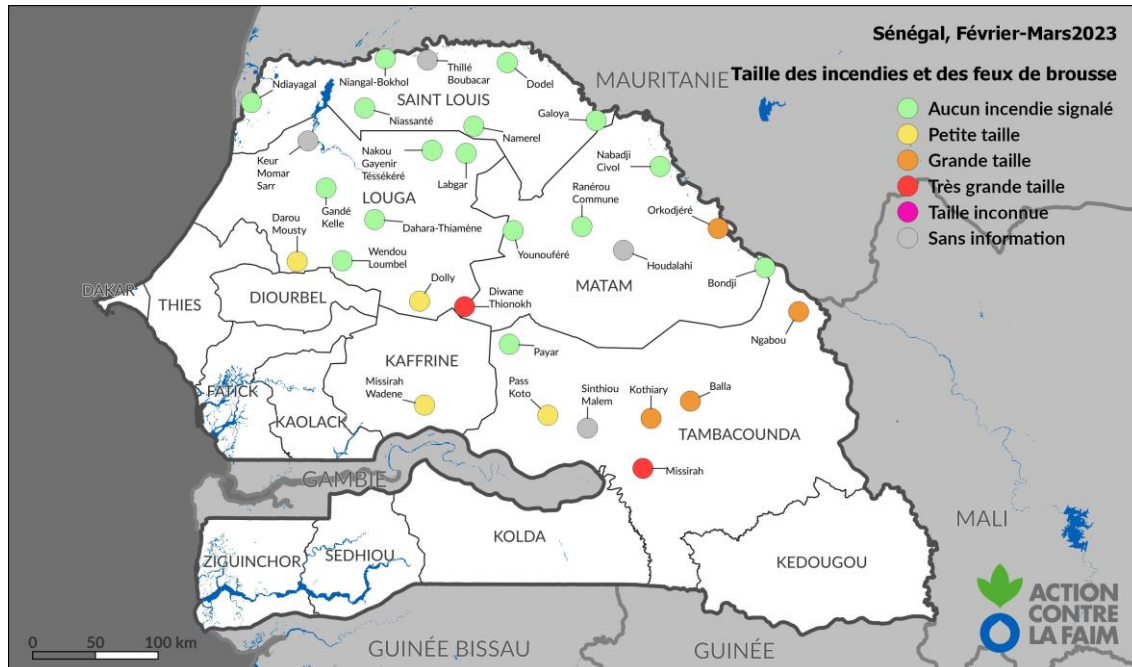 Sénégal, Février-Mars2023
Taille des incendies et des feux de brousse
Aucun incendie signalé
Petite taille
Grande taille
Très grande taille
Taille inconnue
Sans information
MAURITANIE
Ndiayagal
Niangal-Bokhol
Thillé
Boubacar
Dodel
SAINT LOUIS
Niassanté
Namerel
Galoya
Keur
Momar
Sarr
Nakou
Gayenir
Téssékéré
Labgar
Nabadji
Civol
LOUGA
Gandé
Kelle
Ranérou
Commune
Orkodjéré
Darou
Mousty
Dahara-Thiamène
Younouféré
Wendou
Loumbel
Houdalahi
Dolly
Diwane
Thionokh
MATAM
Bondji
DAKAR
THIES
DIOURBEL
Ngabou
Payar
KAFFRINE
Missirah
Wadene
Pass
Koto
Sinthiou
Malem
Kothiary
Balla
FATICK
KAOLACK
TAMBACOUNDA
Missirah
GAMBIE
MALI
KOLDA
ZIGUINCHOR
SEDHIOU
KEDOUGOU
GUINÉE BISSAU
GUINÉE
0 50 100 km
ACTION
CONTRE
LA FAIM